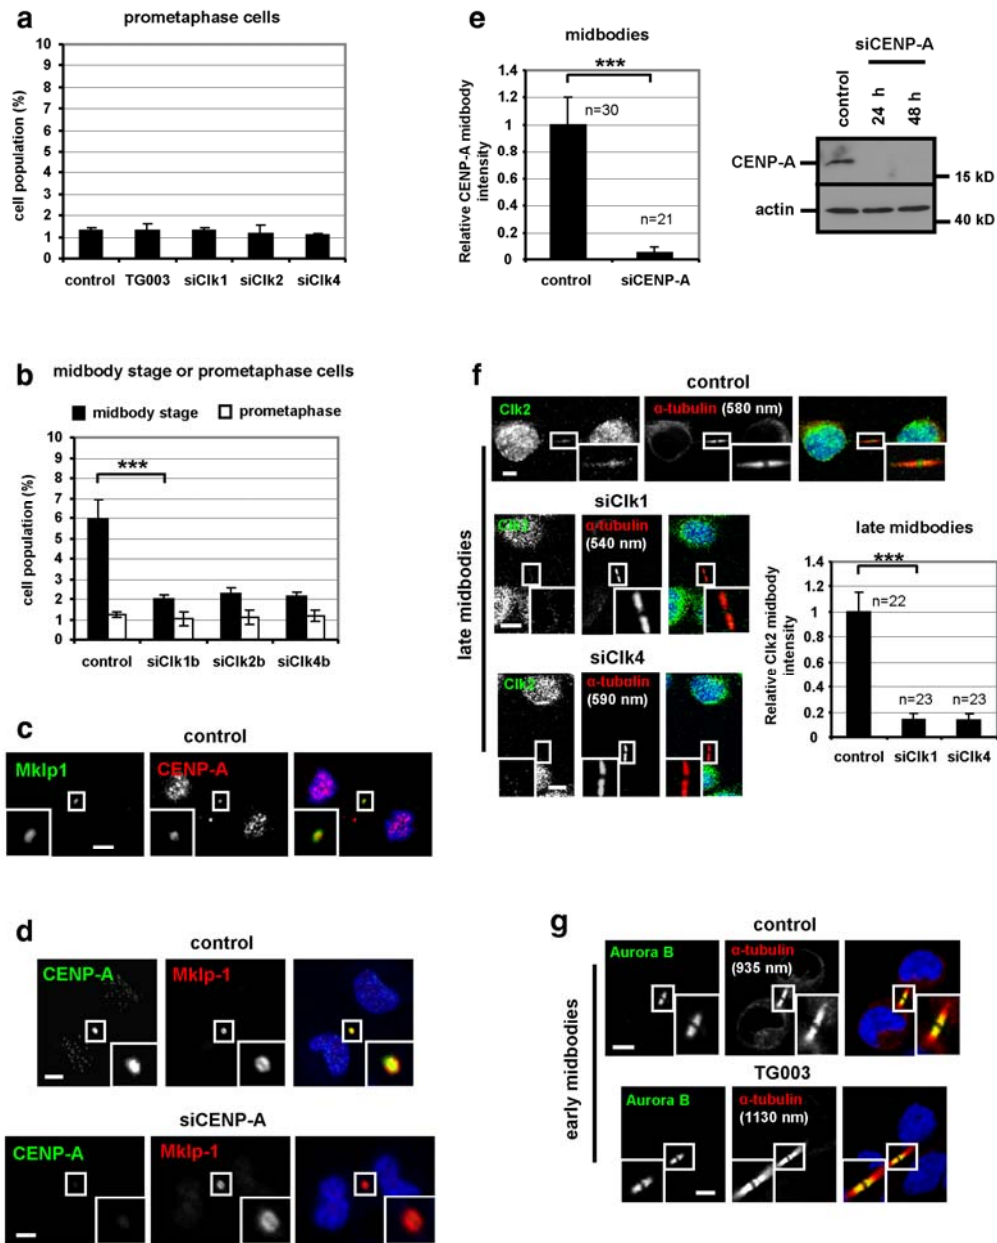 a
prometaphase cells
cell population (%)
10
9
8
7
6
5
4
3
2
1
0
control TG003 siClk1 siClk2 siClk4
b
midbody stage or prometaphase cells
midbody stage
prometaphase
***
cell population (%)
10
9
8
7
6
5
4
3
2
1
0
control siClk1b siClk2b siClk4b
c
control
Mklp1
CENP-A
d
control
CENP-A
Mklp-1
siCENP-A
CENP-A
Mklp-1
e
midbodies
***
n=30
n=21
Relative CENP-A midbody
intensity
1.4
1.2
1
0.8
0.6
0.4
0.2
0
control siCENP-A
siCENP-A
control
24 h
48 h
CENP-A
15 kD
actin
40 kD
f
control
late midbodies
Clk2
α-tubulin (580 nm)
siClk1
α-tubulin
(540 nm)
siClk4
Clk2
α-tubulin
(590 nm)
late midbodies
***
n=22
n=23
n=23
Relative Clk2 midbody
intensity
1.4
1.2
1
0.8
0.6
0.4
0.2
0
control siClk1 siClk4
g
control
early midbodies
Aurora B
α-tubulin
(935 nm)
TG003
Aurora B
α-tubulin
(1130 nm)